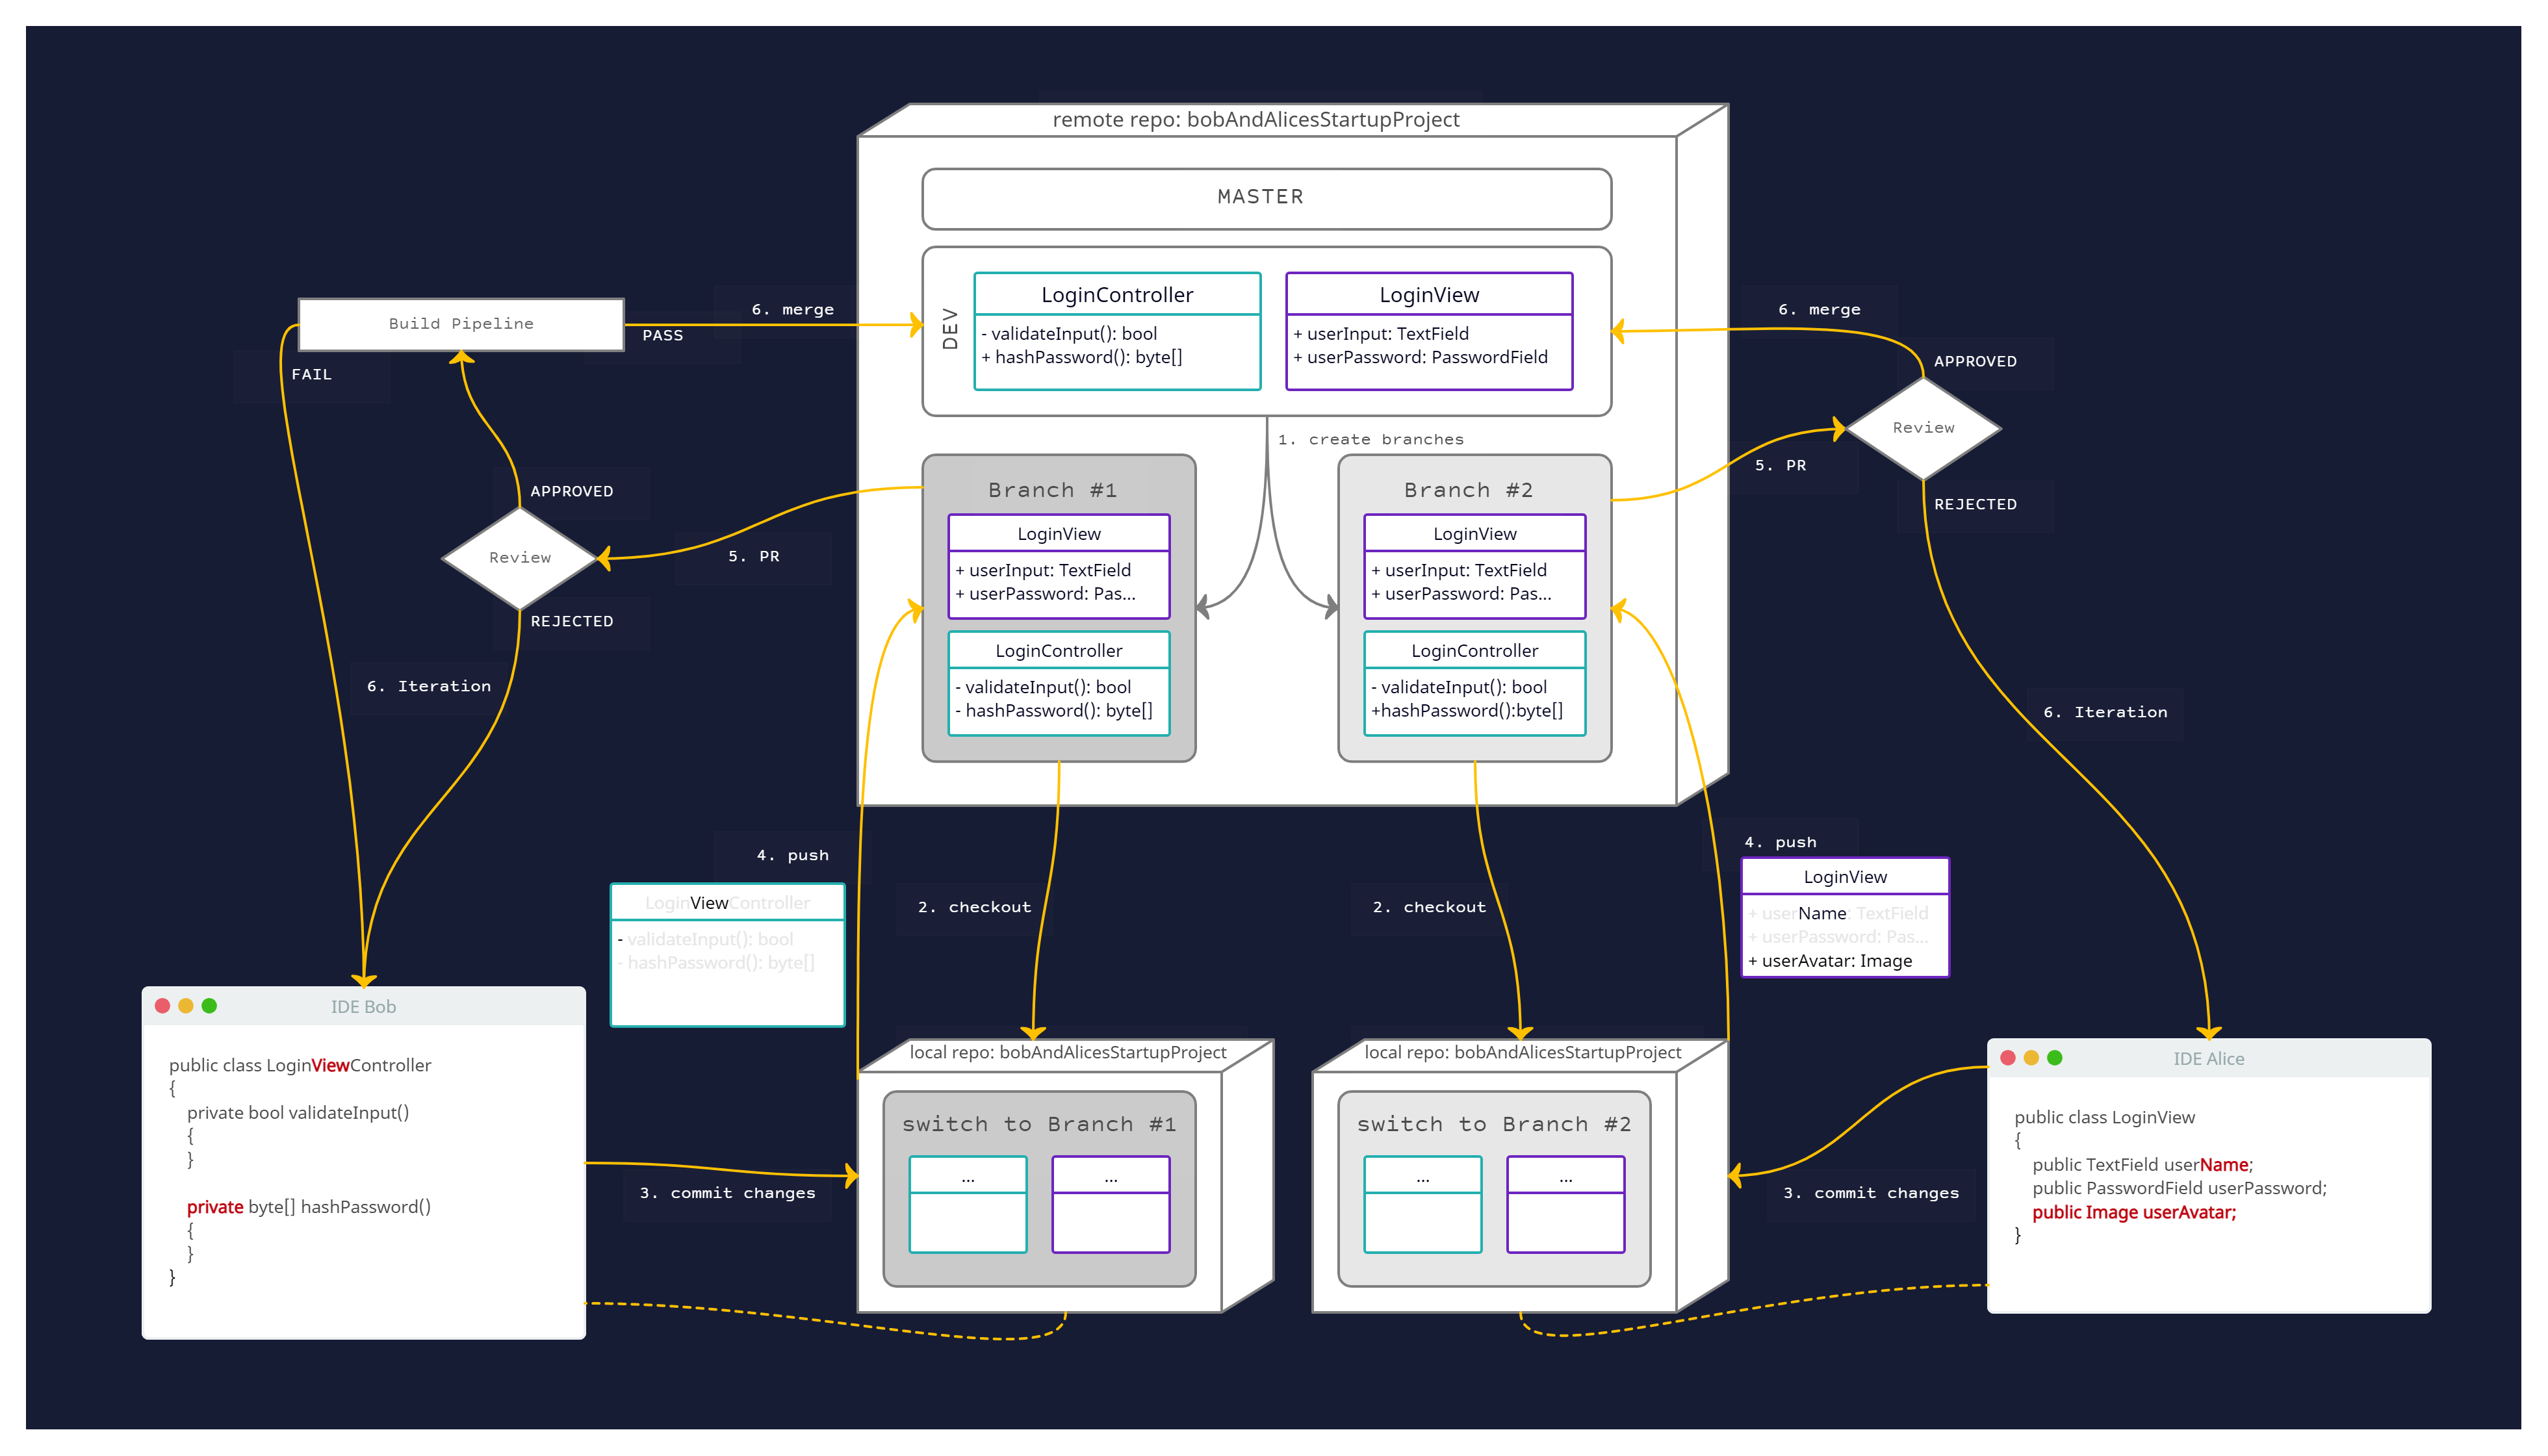 remote repo: bobAndAlicesStartupProject
MASTER
DEV
LoginController
- validateInput(): bool
+ hashPassword(): byte[]
LoginView
+ userInput: TextField
+ userPassword: PasswordField
1. create branches
Branch #1
LoginView
+ userInput: TextField
+ userPassword: Pas...
LoginController
- validateInput(): bool
- hashPassword(): byte[]
Branch #2
LoginView
+ userInput: TextField
+ userPassword: Pas...
LoginController
- validateInput(): bool
+hashPassword():byte[]
Build Pipeline
PASS
FAIL
6. merge
APPROVED
Review
REJECTED
5. PR
6. Iteration
6. merge
APPROVED
Review
REJECTED
5. PR
6. Iteration
4. push
LoginViewController
- validateInput(): bool
- hashPassword(): byte[]
2. checkout
2. checkout
4. push
LoginView
+ userName: TextField
+ userPassword: Pas...
+ userAvatar: Image
IDE Bob
public class LoginViewController
{
private bool validateInput()
{
}
private byte[] hashPassword()
{
}
}
3. commit changes
local repo: bobAndAlicesStartupProject
switch to Branch #1
...
...
local repo: bobAndAlicesStartupProject
switch to Branch #2
...
...
3. commit changes
IDE Alice
public class LoginView
{
public TextField userName;
public PasswordField userPassword;
public Image userAvatar;
}